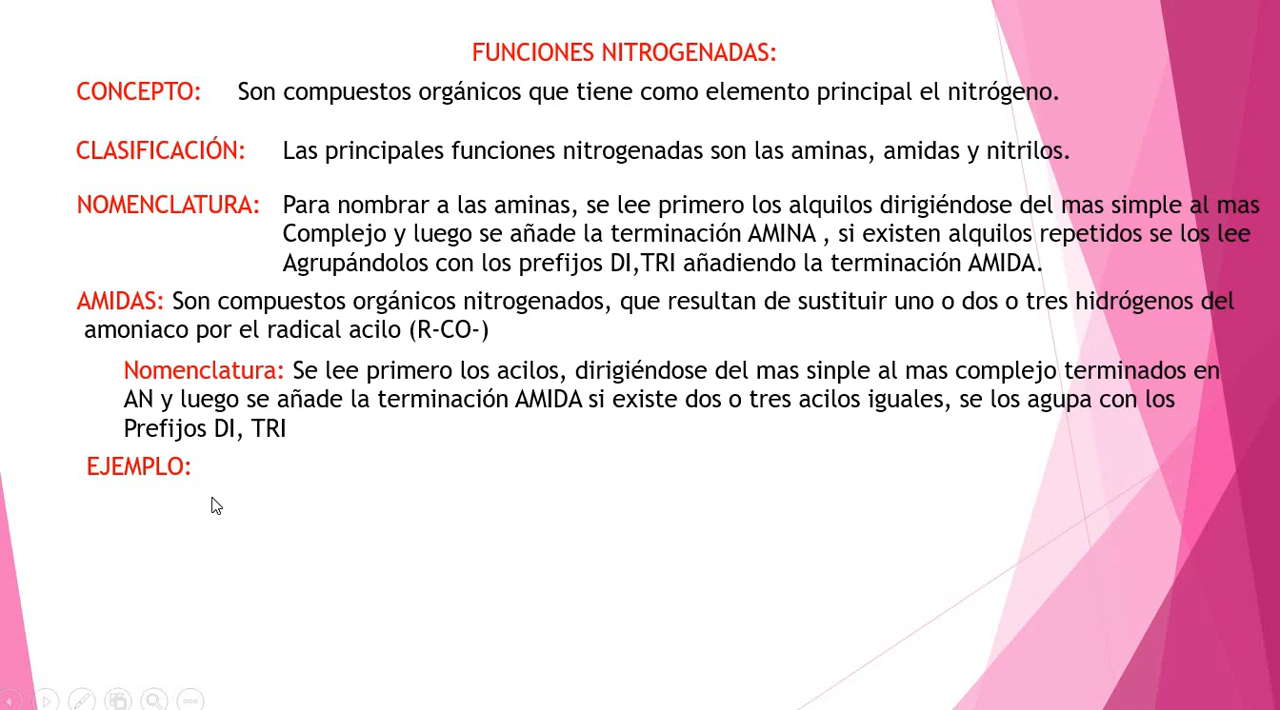 FUNCIONES NITROGENADAS:
CONCEPTO: Son compuestos orgánicos que tiene como elemento principal el nitrógeno.
CLASIFICACIÓN: Las principales funciones nitrogenadas son las aminas, amidas y nitrilos.
NOMENCLATURA: Para nombrar a las aminas, se lee primero los alquilos dirigiéndose del mas simple al mas
Complejo y luego se añade la terminación AMINA , si existen alquilos repetidos se los lee
Agrupándolos con los prefijos DI,TRI añadiendo la terminación AMIDA.
AMIDAS: Son compuestos orgánicos nitrogenados, que resultan de sustituir uno o dos o tres hidrógenos del
amoniaco por el radical acilo (R-CO-)
Nomenclatura: Se lee primero los acilos, dirigiéndose del mas sinple al mas complejo terminados en
AN y luego se añade la terminación AMIDA si existe dos o tres acilos iguales, se los agupa con los
Prefijos DI, TRI
EJEMPLO: